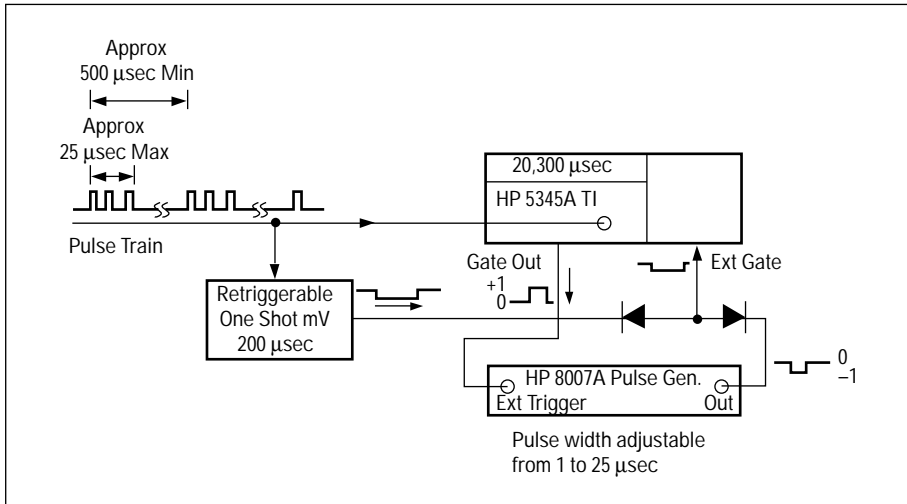 Approx
500 µsec Min
Approx
25 µsec Max
Pulse Train
20,300 µsec
HP 5345A TI
Gate Out
+1
0
Ext Gate
Retriggerable
One Shot mV
200 µsec
0
–1
HP 8007A Pulse Gen.
Ext Trigger
Out
Pulse width adjustable
from 1 to 25 µsec